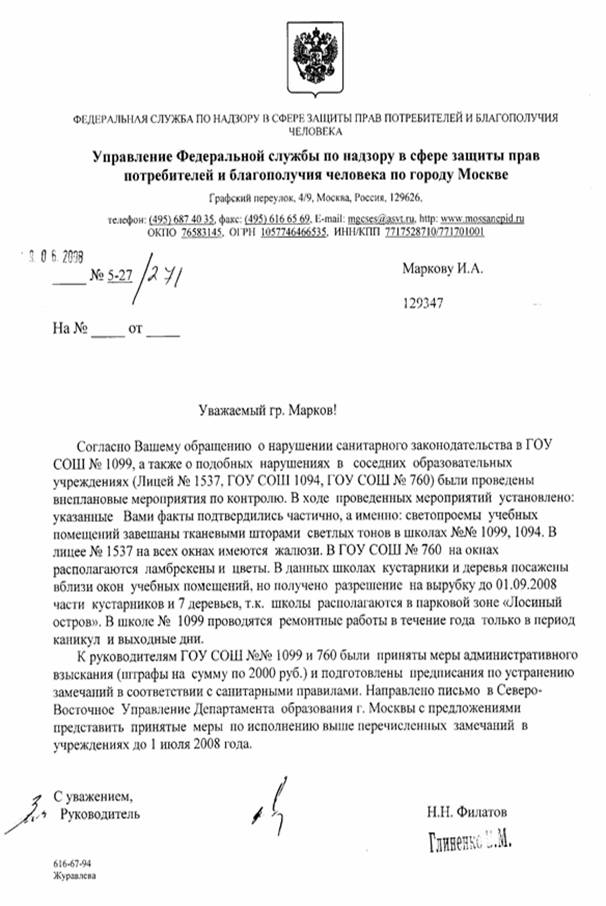 ФЕДЕРАЛЬНАЯ СЛУЖБА ПО НАДЗОРУ В СФЕРЕ ЗАЩИТЫ ПРАВ ПОТРЕБИТЕЛЕЙ И БЛАГОПОЛУЧИЯ
ЧЕЛОВЕКА
Управление Федеральной службы по надзору в сфере защиты прав
потребителей и благополучия человека по городу Москве
Графский переулок, 4/9, Москва, Россия, 129626,
телефон: (495) 687 40 35, факс: (495) 616 65 69, E-mail: mgcses@asvt.ru, http: www.mossanepid.ru
ОКПО 76583145, ОГРН 1057746466535, ИНН/КПП 7717528710/771701001
0 6. 2008
№ 5-27/271
Маркову И.А.
129347
На № _____ от _____
Уважаемый гр. Марков!
Согласно Вашему обращению о нарушении санитарного законодательства в ГОУ
СОШ № 1099, а также о подобных нарушениях в соседних образовательных
учреждениях (Лицей № 1537, ГОУ СОШ 1094, ГОУ СОШ № 760) были проведены
внеплановые мероприятия по контролю. В ходе проведенных мероприятий установлено:
указанные Вами факты подтвердились частично, а именно: светопроемы учебных
помещений завешаны тканевыми шторами светлых тонов в школах №№ 1099, 1094. В
лицее № 1537 на всех окнах имеются жалюзи. В ГОУ СОШ № 760 на окнах
располагаются ламбрекены и цветы. В данных школах кустарники и деревья посажены
вблизи окон учебных помещений, но получено разрешение на вырубку до 01.09.2008
части кустарников и 7 деревьев, т.к. школы располагаются в парковой зоне «Лосиный
остров». В школе № 1099 проводятся ремонтные работы в течение года только в период
каникул и выходные дни.
К руководителям ГОУ СОШ №№ 1099 и 760 были приняты меры административного
взыскания (штрафы на сумму по 2000 руб.) и подготовлены предписания по устранению
замечаний в соответствии с санитарными правилами. Направлено письмо в Северо-
Восточное Управление Департамента образования г. Москвы с предложениями
представить принятые меры по исполнению выше перечисленных замечаний в
учреждениях до 1 июля 2008 года.
С уважением,
Руководитель
Н.Н. Филатов
Глиненко М.
616-67-94
Журавлева